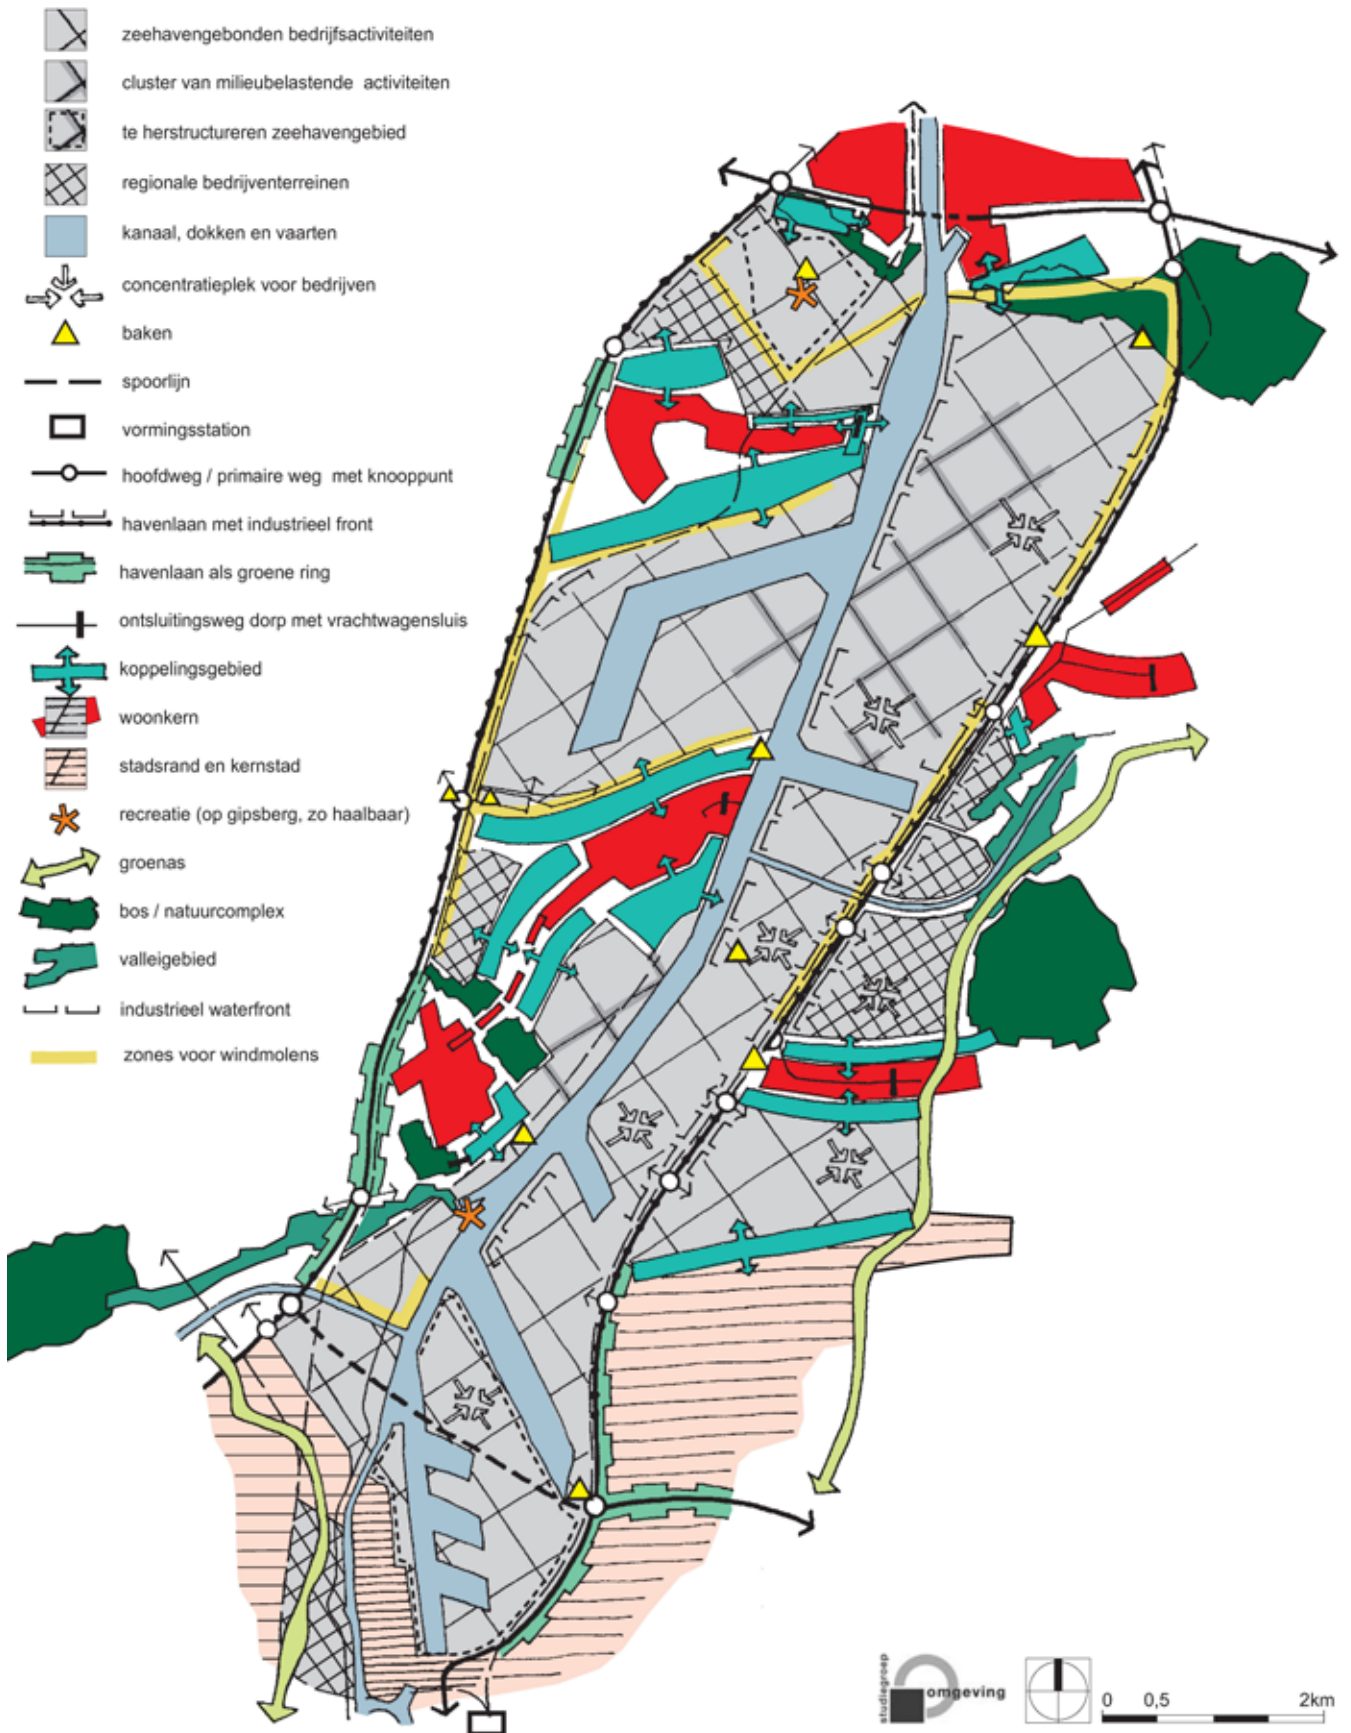 zeehavengebonden bedrijfsactiviteiten
cluster van milieubelastende activiteiten
te herstructureren zeehavengebied
regionale bedrijventerreinen
kanaal, dokken en vaarten
concentratieplek voor bedrijven
baken
spoorlijn
vormingsstation
hoofdweg / primaire weg met knooppunt
havenlaan met industrieel front
havenlaan als groene ring
ontsluitingsweg dorp met vrachtwagensluis
koppelingsgebied
woonkern
stadsrand en kernstad
recreatie (op gipsberg, zo haalbaar)
groenas
bos / natuurcomplex
valleigebied
industrieel waterfront
zones voor windmolens
studiegroep
omgeving
0 0,5 2km